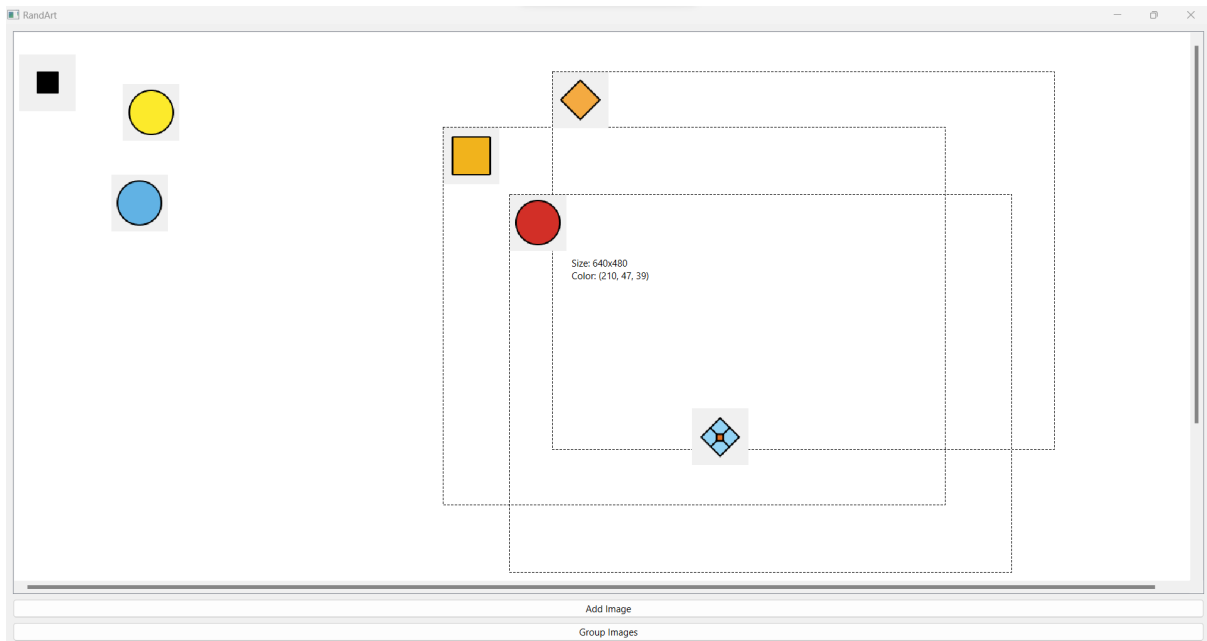 RandArt
Size: 640x480
Color: (210, 47, 39)
Add Image
Group Images